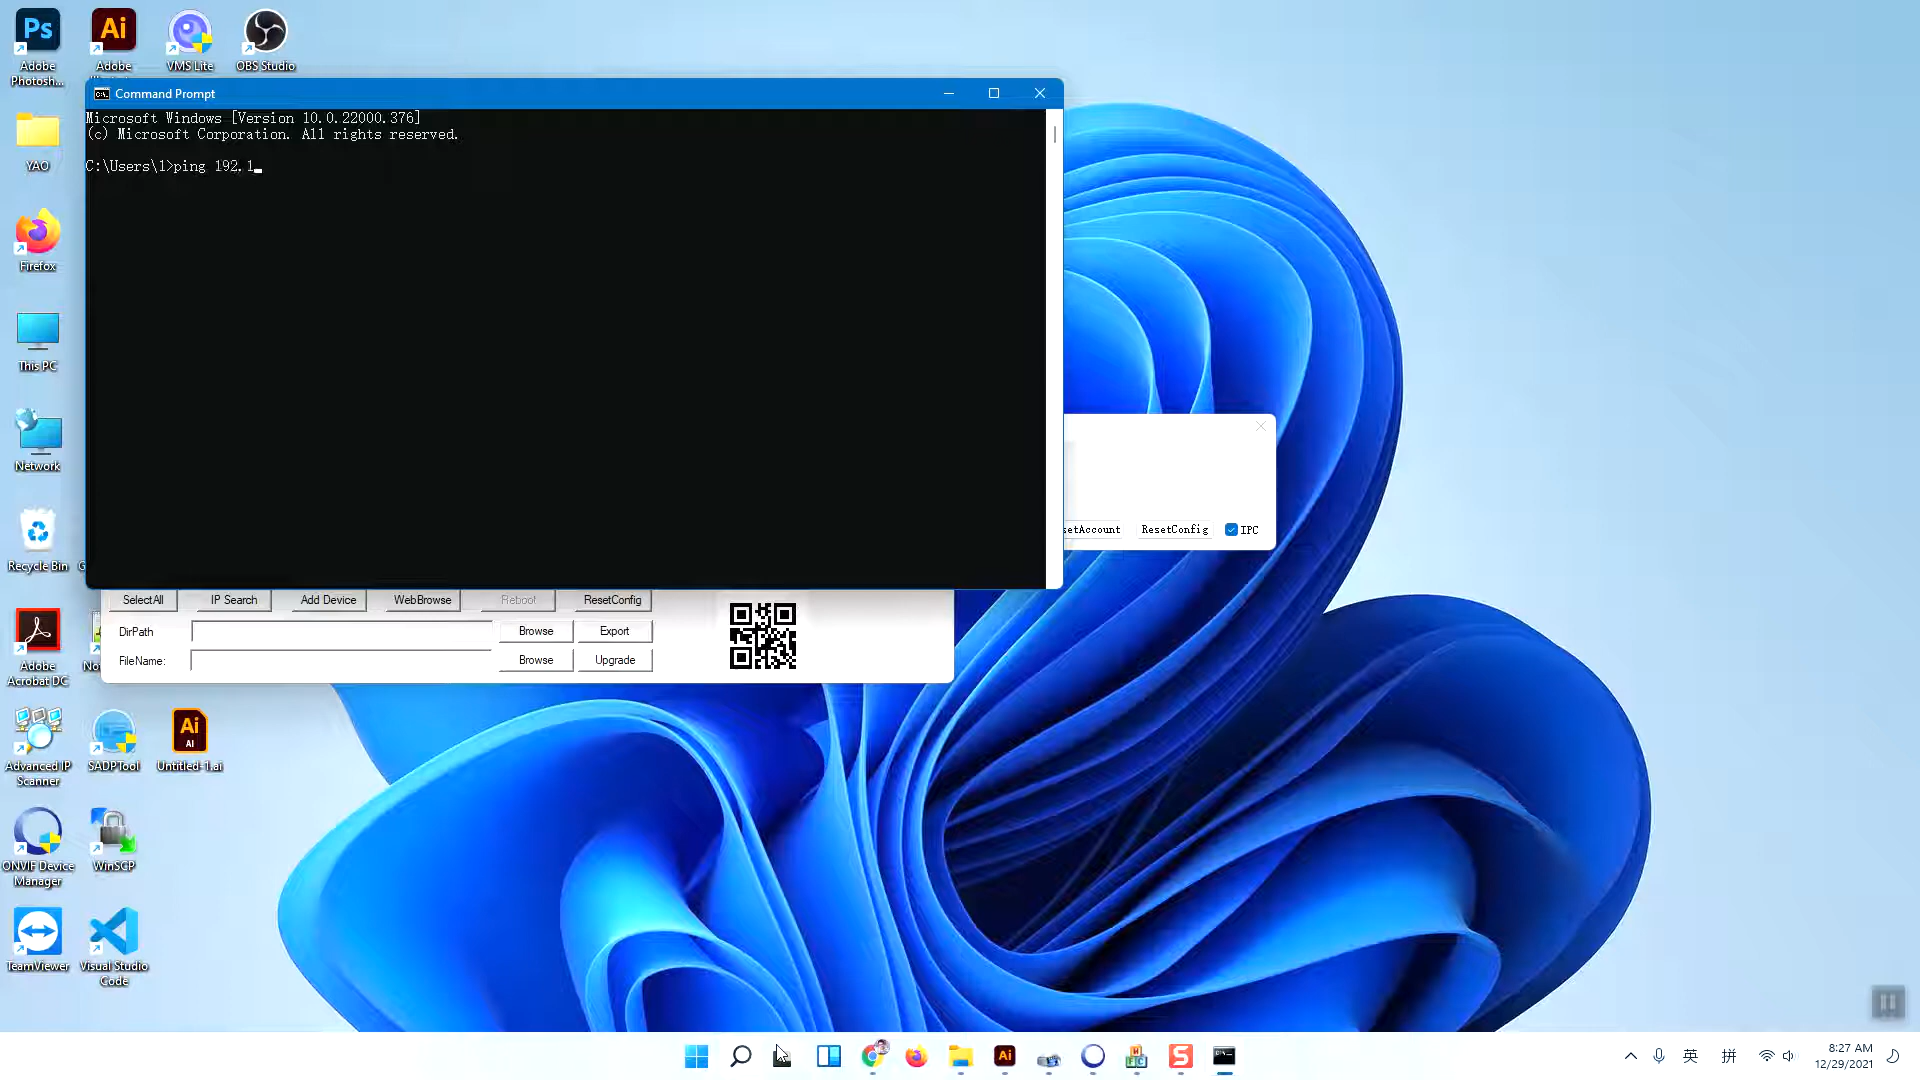 Ps
Ai
Adobe
Photosh...
Adobe
VMS Lite
OBS Studio
Command Prompt
Microsoft Windows [Version 10.0.22000.376]
(c) Microsoft Corporation. All rights reserved.
C:\Users\1>ping 192.1
YAO
Firefox
This PC
Network
Recycle Bin
Adobe
Acrobat DC
Advanced IP
Scanner
SADPTool
Ai
AI
Untitled-1.ai
ONVIF Device
Manager
WinSCP
TeamViewer
Visual Studio
Code
setAccount
ResetConfig
IPC
SelectAll
IP Search
Add Device
WebBrowse
Reboot
ResetConfig
DirPath
Browse
Export
FileName:
Browse
Upgrade
Ai
S
英
拼
8:27 AM
12/29/2021